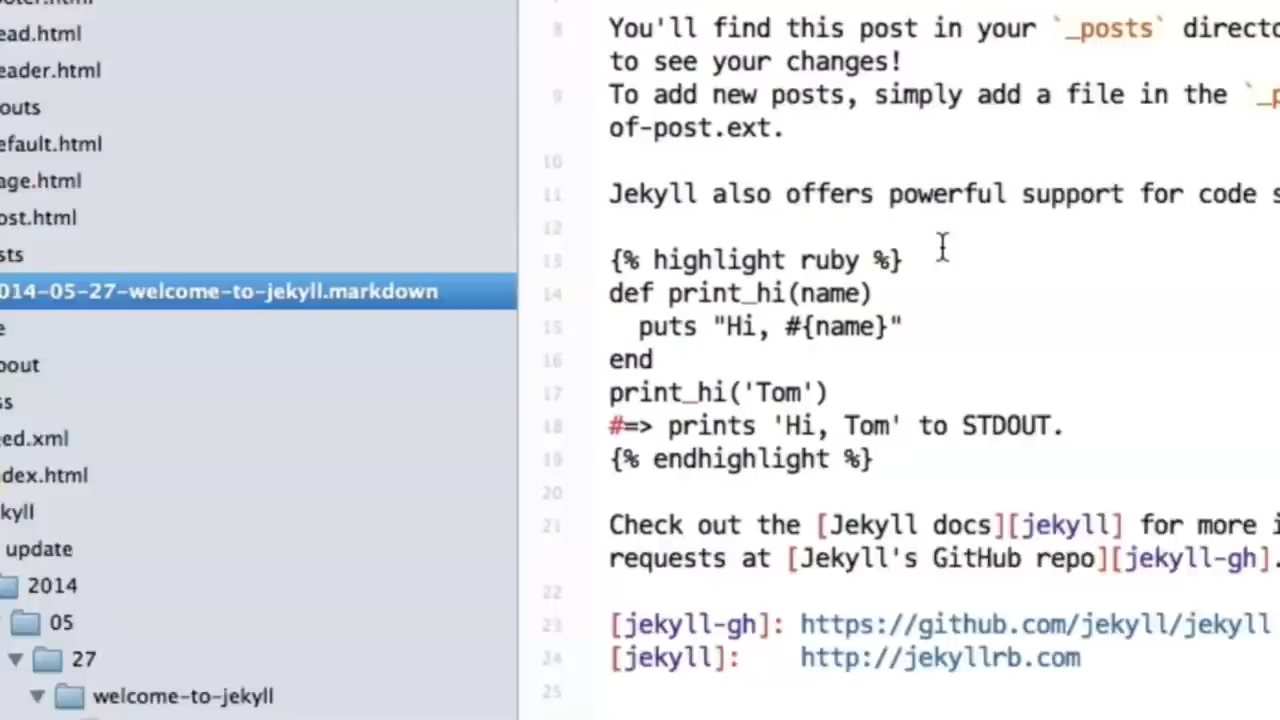 ead.html
eader.html
outs
efault.html
age.html
ost.html
sts
014-05-27-welcome-to-jekyll.markdown
e
bout
ss
eed.xml
ndex.html
kyll
update
2014
05
27
welcome-to-jekyll
8 You'll find this post in your `_posts` directo
to see your changes!
9 To add new posts, simply add a file in the `_p
of-post.ext.
10
11 Jekyll also offers powerful support for code s
12
13 {% highlight ruby %}
14 def print_hi(name)
15 puts "Hi, #{name}"
16 end
17 print_hi('Tom')
18 #=> prints 'Hi, Tom' to STDOUT.
19 {% endhighlight %}
20
21 Check out the [Jekyll docs][jekyll] for more i
requests at [Jekyll's GitHub repo][jekyll-gh].
22
23 [jekyll-gh]: https://github.com/jekyll/jekyll
24 [jekyll]: http://jekyllrb.com
25